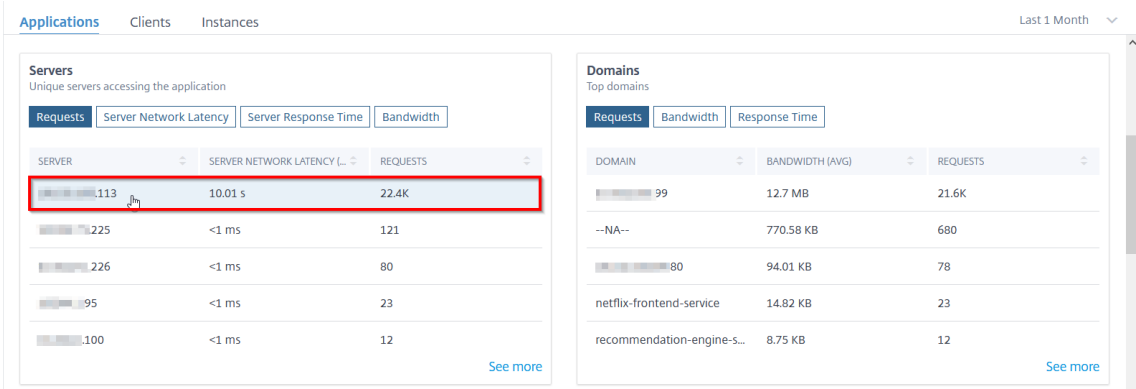 Applications Clients Instances Last 1 Month
Servers
Unique servers accessing the application
Requests Server Network Latency Server Response Time Bandwidth
SERVER SERVER NETWORK LATENCY (... REQUESTS
.113 10.01 s 22.4K
.225 <1 ms 121
.226 <1 ms 80
95 <1 ms 23
.100 <1 ms 12
See more
Domains
Top domains
Requests Bandwidth Response Time
DOMAIN BANDWIDTH (AVG) REQUESTS
99 12.7 MB 21.6K
--NA-- 770.58 KB 680
80 94.01 KB 78
netflix-frontend-service 14.82 KB 23
recommendation-engine-s... 8.75 KB 12
See more